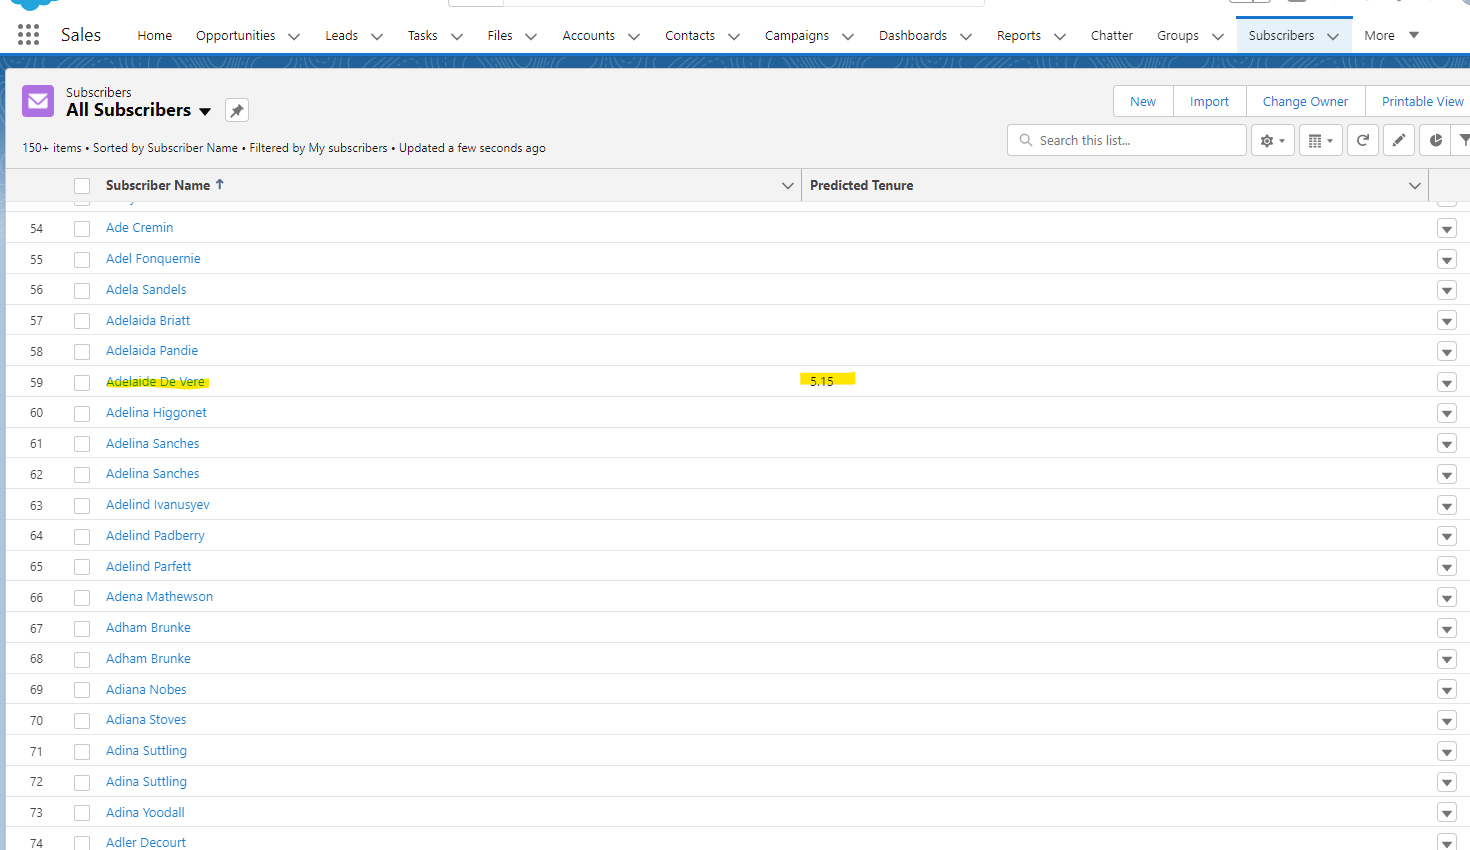 Sales Home Opportunities Leads Tasks Files Accounts Contacts Campaigns Dashboards Reports Chatter Groups Subscribers More
Subscribers
All Subscribers
New Import Change Owner Printable View
150+ items • Sorted by Subscriber Name • Filtered by My subscribers • Updated a few seconds ago
Search this list...
Subscriber Name ↑ Predicted Tenure
54 Ade Cremin
55 Adel Fonquernie
56 Adela Sandels
57 Adelaida Briatt
58 Adelaida Pandie
59 Adelaide De Vere 5.15
60 Adelina Higgonet
61 Adelina Sanches
62 Adelina Sanches
63 Adelind Ivanusyev
64 Adelind Padberry
65 Adelind Parfett
66 Adena Mathewson
67 Adham Brunke
68 Adham Brunke
69 Adiana Nobes
70 Adiana Stoves
71 Adina Suttling
72 Adina Suttling
73 Adina Yoodall
74 Adler Decourt